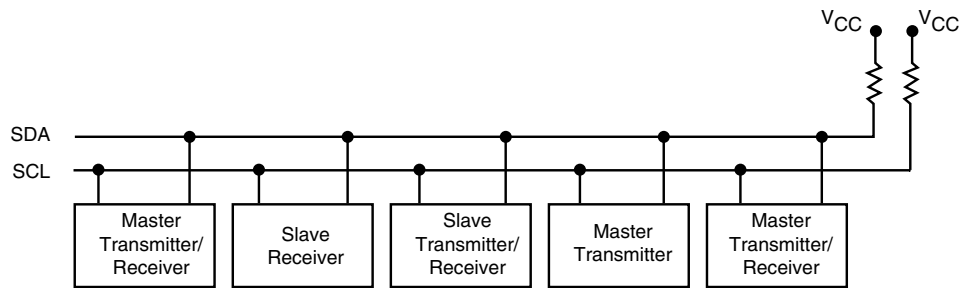 VCC
VCC
SDA
SCL
Master
Transmitter/
Receiver
Slave
Receiver
Slave
Transmitter/
Receiver
Master
Transmitter
Master
Transmitter/
Receiver